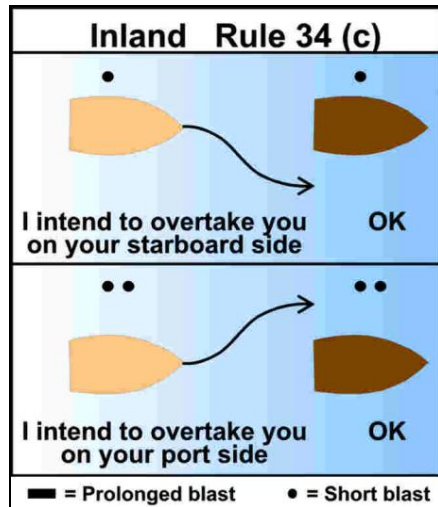 Inland Rule 34 (c)
I intend to overtake you
on your starboard side
OK
I intend to overtake you
on your port side
OK
= Prolonged blast
= Short blast